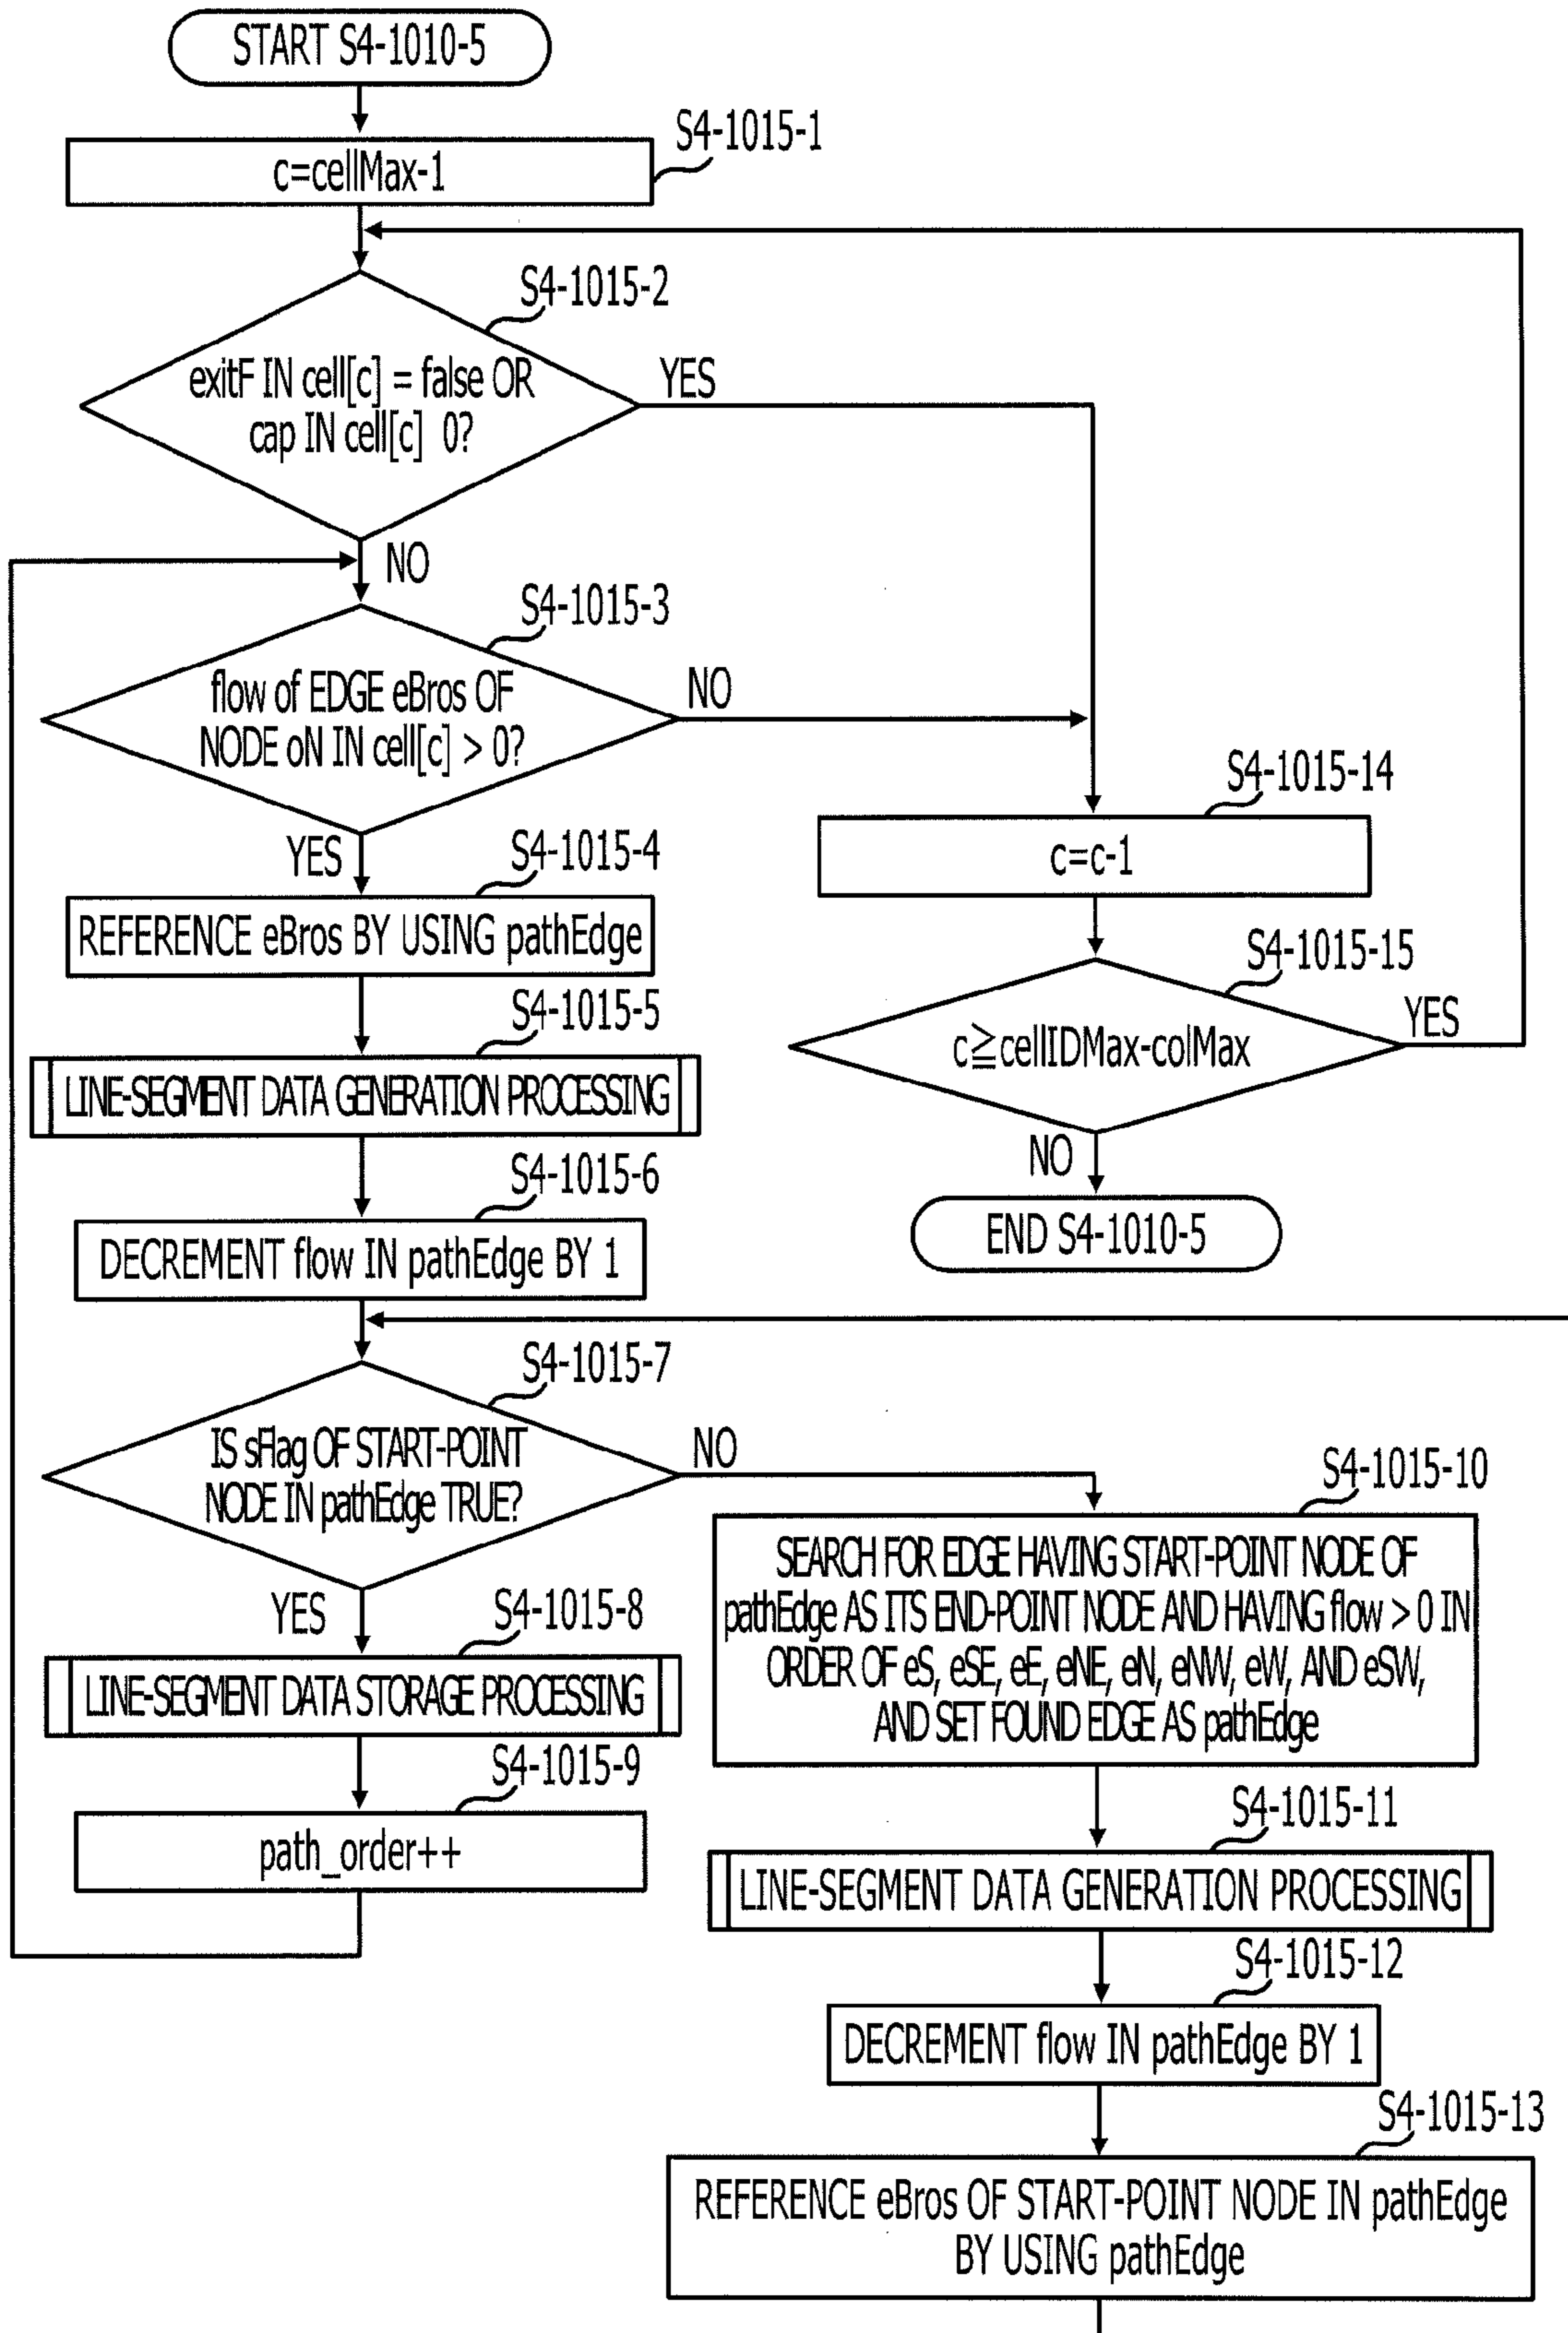 START S4-1010-5
S4-1015-1
c=cellMax-1
S4-1015-2
exitF IN cell[c] = false OR
cap IN cell[c]  0?
YES
NO
S4-1015-3
flow of EDGE eBros OF
NODE oN IN cell[c] > 0?
NO
YES
S4-1015-4
REFERENCE eBros BY USING pathEdge
S4-1015-5
LINE-SEGMENT DATA GENERATION PROCESSING
S4-1015-6
DECREMENT flow IN pathEdge BY 1
S4-1015-14
c=c-1
S4-1015-15
c≧cellIDMax-colMax
YES
NO
END S4-1010-5
S4-1015-7
IS sFlag OF START-POINT
NODE IN pathEdge TRUE?
NO
YES
S4-1015-8
LINE-SEGMENT DATA STORAGE PROCESSING
S4-1015-9
path_order++
S4-1015-10
SEARCH FOR EDGE HAVING START-POINT NODE OF
pathEdge AS ITS END-POINT NODE AND HAVING flow > 0 IN
ORDER OF eS, eSE, eE, eNE, eN, eNW, eW, AND eSW,
AND SET FOUND EDGE AS pathEdge
S4-1015-11
LINE-SEGMENT DATA GENERATION PROCESSING
S4-1015-12
DECREMENT flow IN pathEdge BY 1
S4-1015-13
REFERENCE eBros OF START-POINT NODE IN pathEdge
BY USING pathEdge